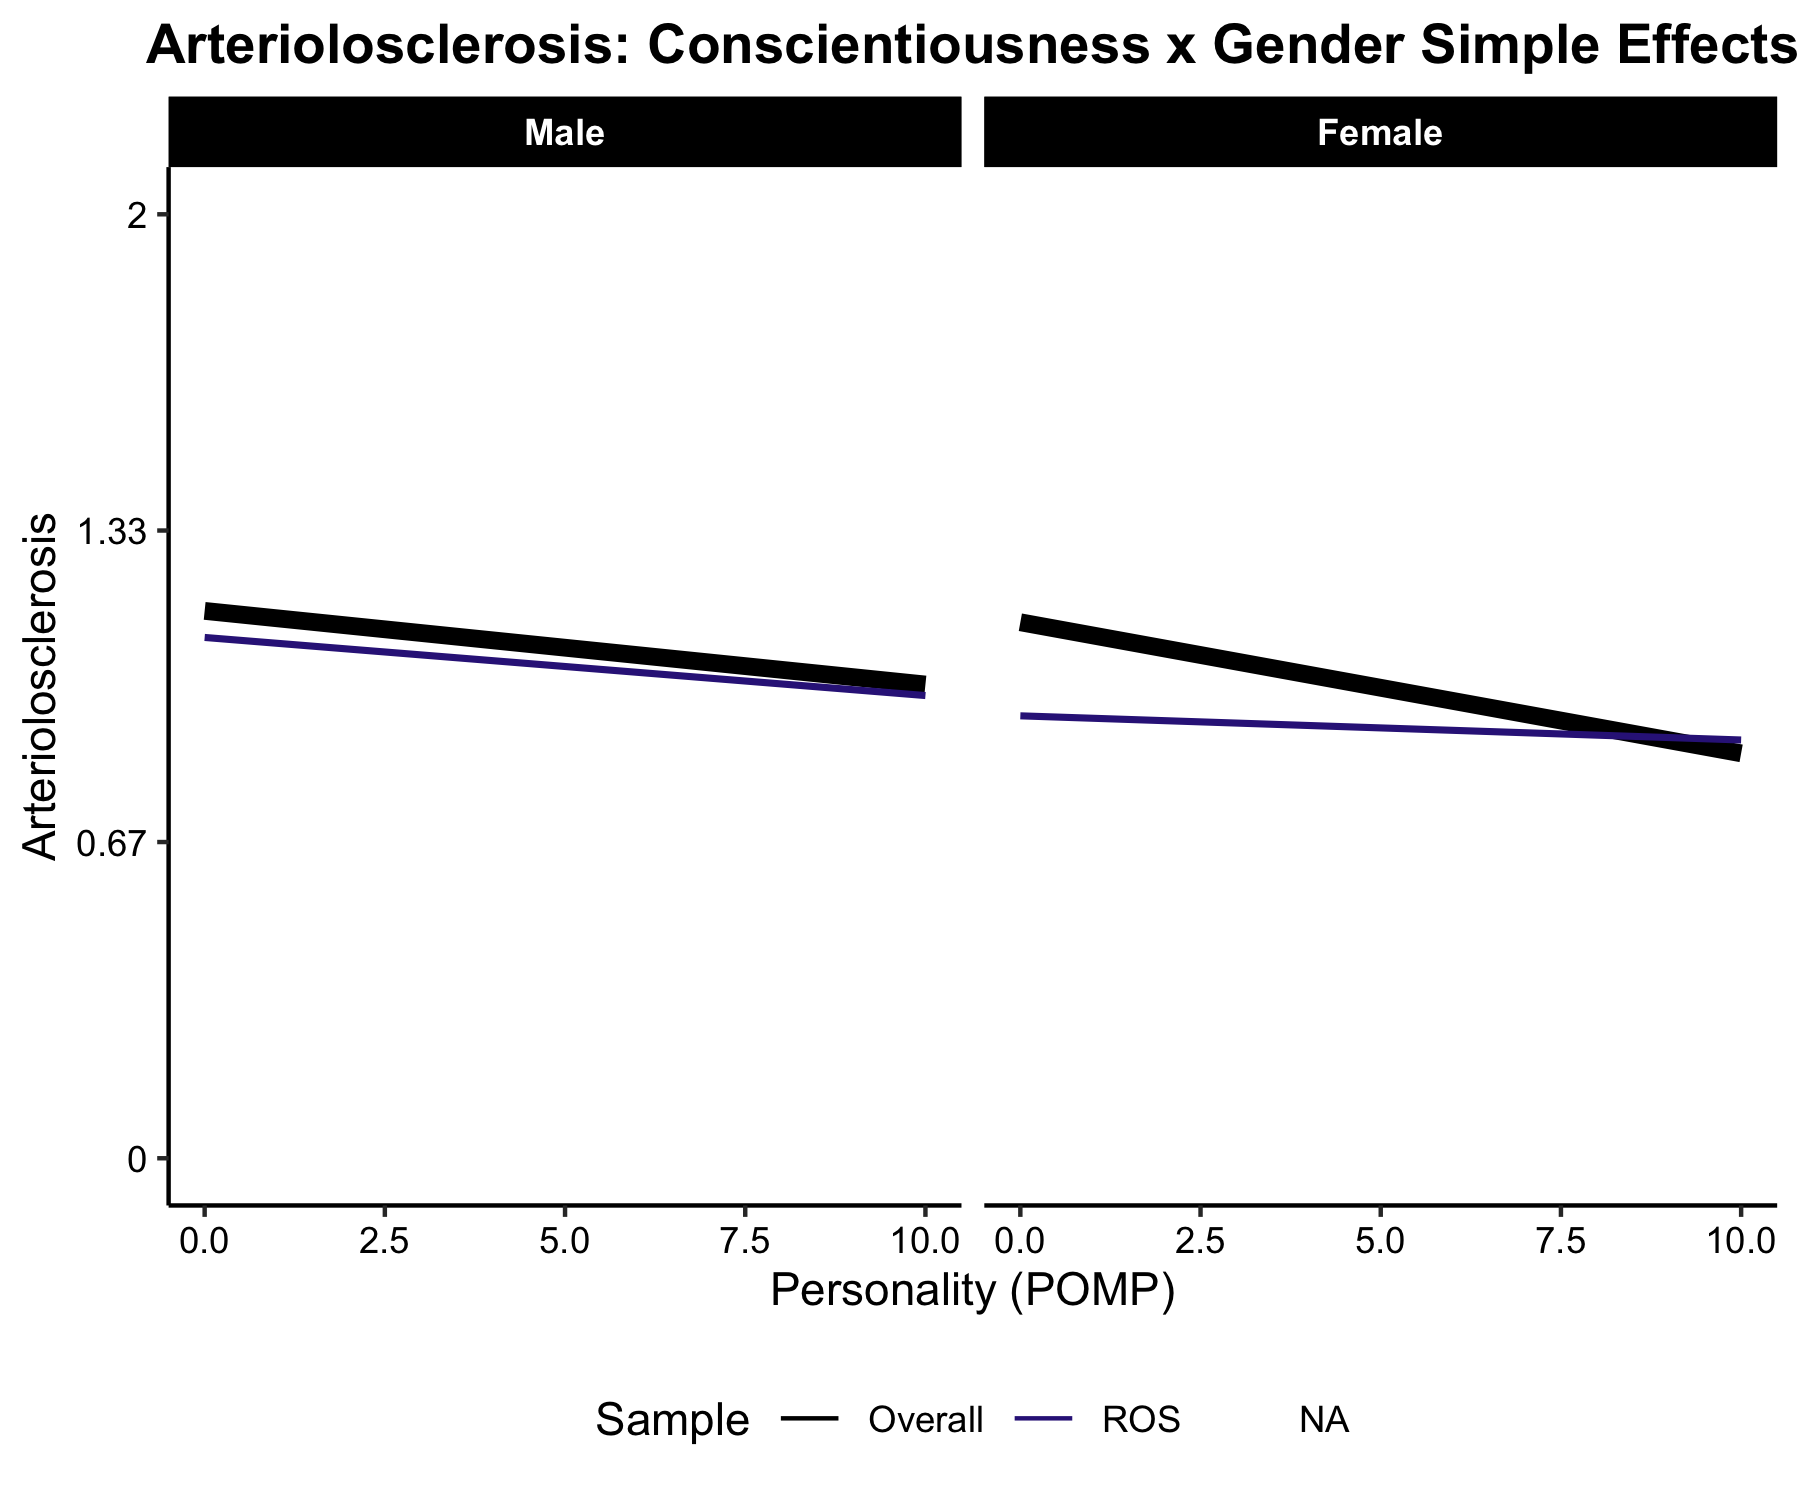 Arteriolosclerosis: Conscientiousness x Gender Simple Effects
Male
Female
2
1.33
0.67
0
Arteriolosclerosis
0.0 2.5 5.0 7.5 10.0
0.0 2.5 5.0 7.5 10.0
Personality (POMP)
Sample Overall ROS NA